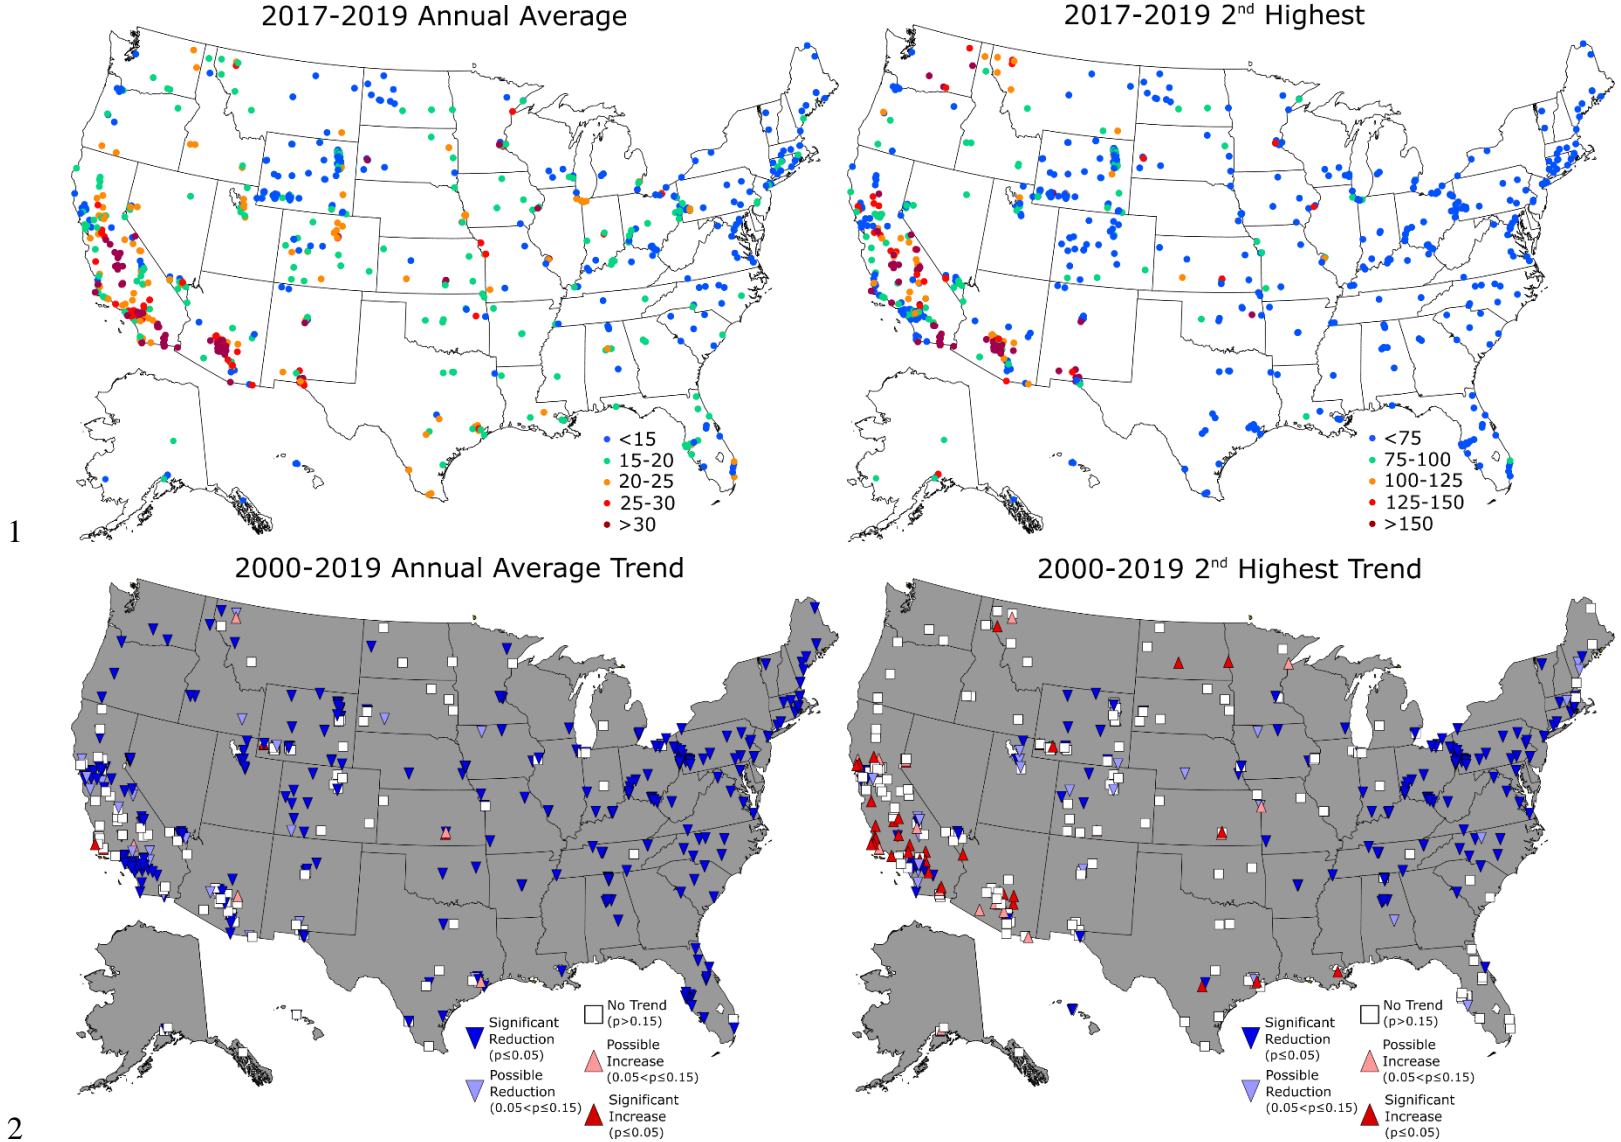 2017-2019 Annual Average
2017-2019 2nd Highest
<15
15-20
20-25
25-30
>30
<75
75-100
100-125
125-150
>150
1
2000-2019 Annual Average Trend
2000-2019 2nd Highest Trend
Significant
Reduction
(p≤0.05)
Possible
Reduction
(0.05<p≤0.15)
No Trend
(p>0.15)
Possible
Increase
(0.05<p≤0.15)
Significant
Increase
(p≤0.05)
Significant
Reduction
(p≤0.05)
Possible
Reduction
(0.05<p≤0.15)
No Trend
(p>0.15)
Possible
Increase
(0.05<p≤0.15)
Significant
Increase
(p≤0.05)
2